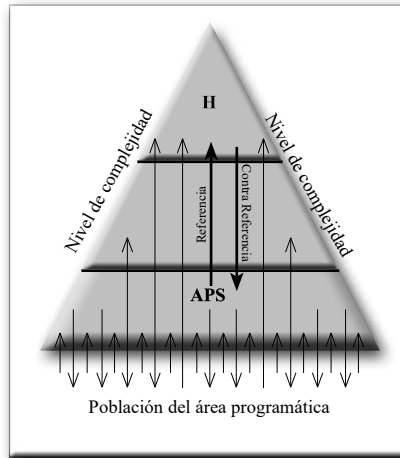 H
Nivel de complejidad
Nivel de complejidad
Referencia
Contra Referencia
APS
Población del área programática